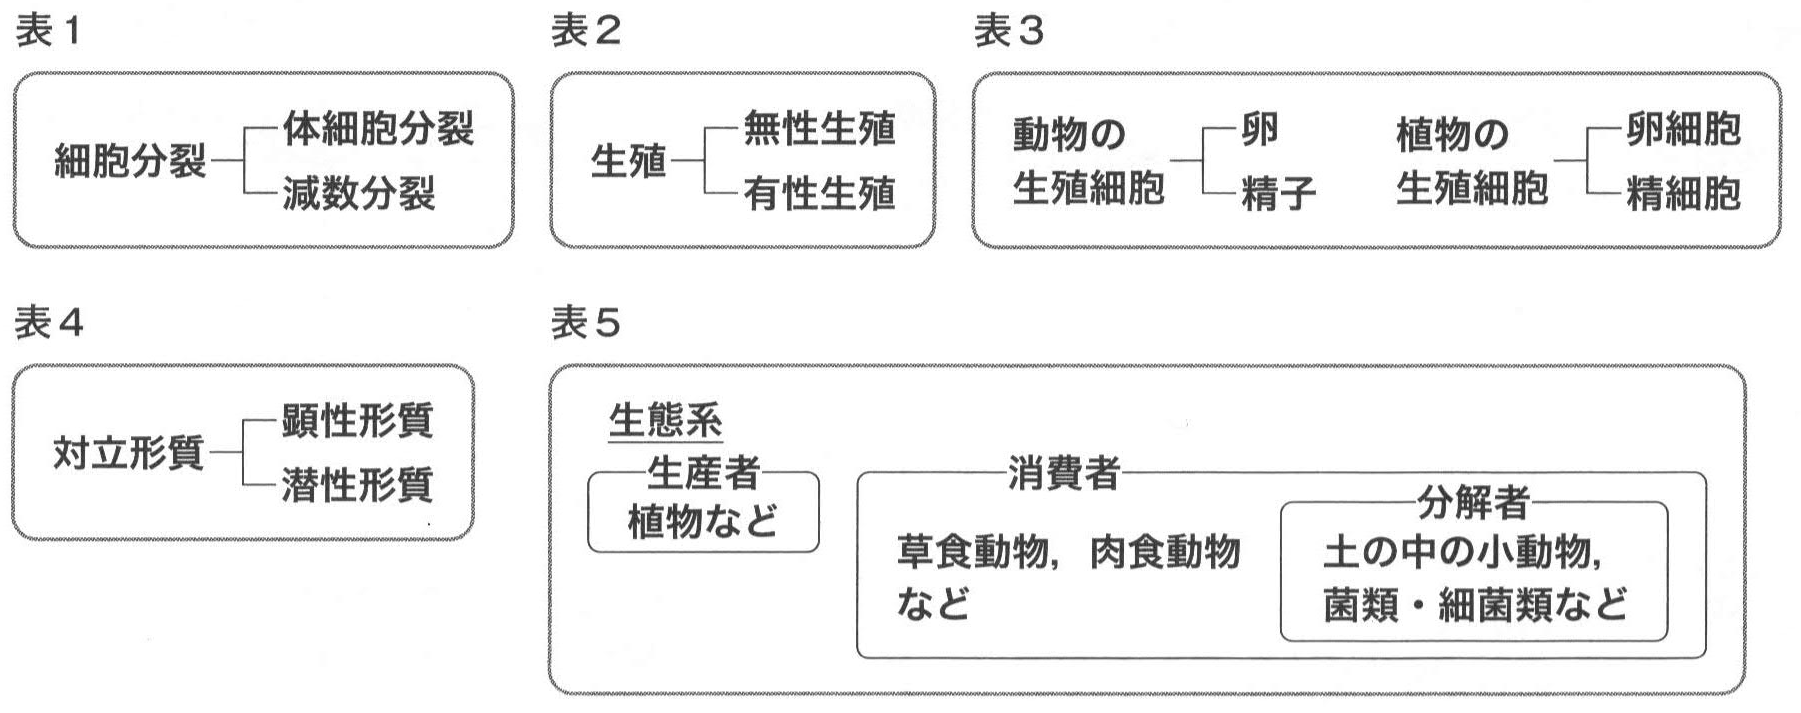 表1
細胞分裂
体細胞分裂
減数分裂
表2
生殖
無性生殖
有性生殖
表3
動物の
生殖細胞
卵
精子
植物の
生殖細胞
卵細胞
精細胞
表4
対立形質
顕性形質
潜性形質
表5
生態系
生産者
植物など
消費者
草食動物，肉食動物
など
分解者
土の中の小動物，
菌類・細菌類など